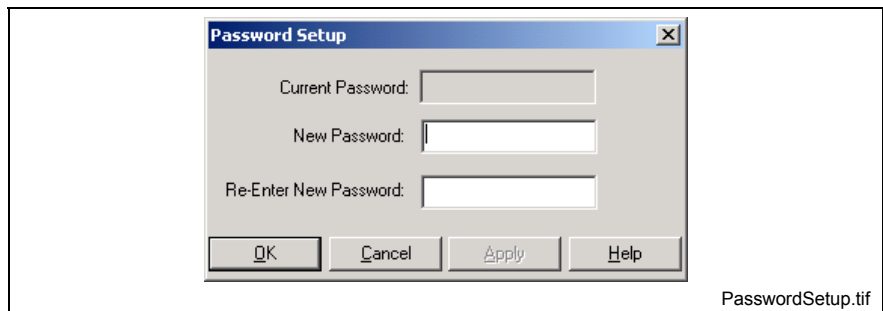 Password Setup
Current Password:
New Password:
Re-Enter New Password:
OK Cancel Apply Help
PasswordSetup.tif